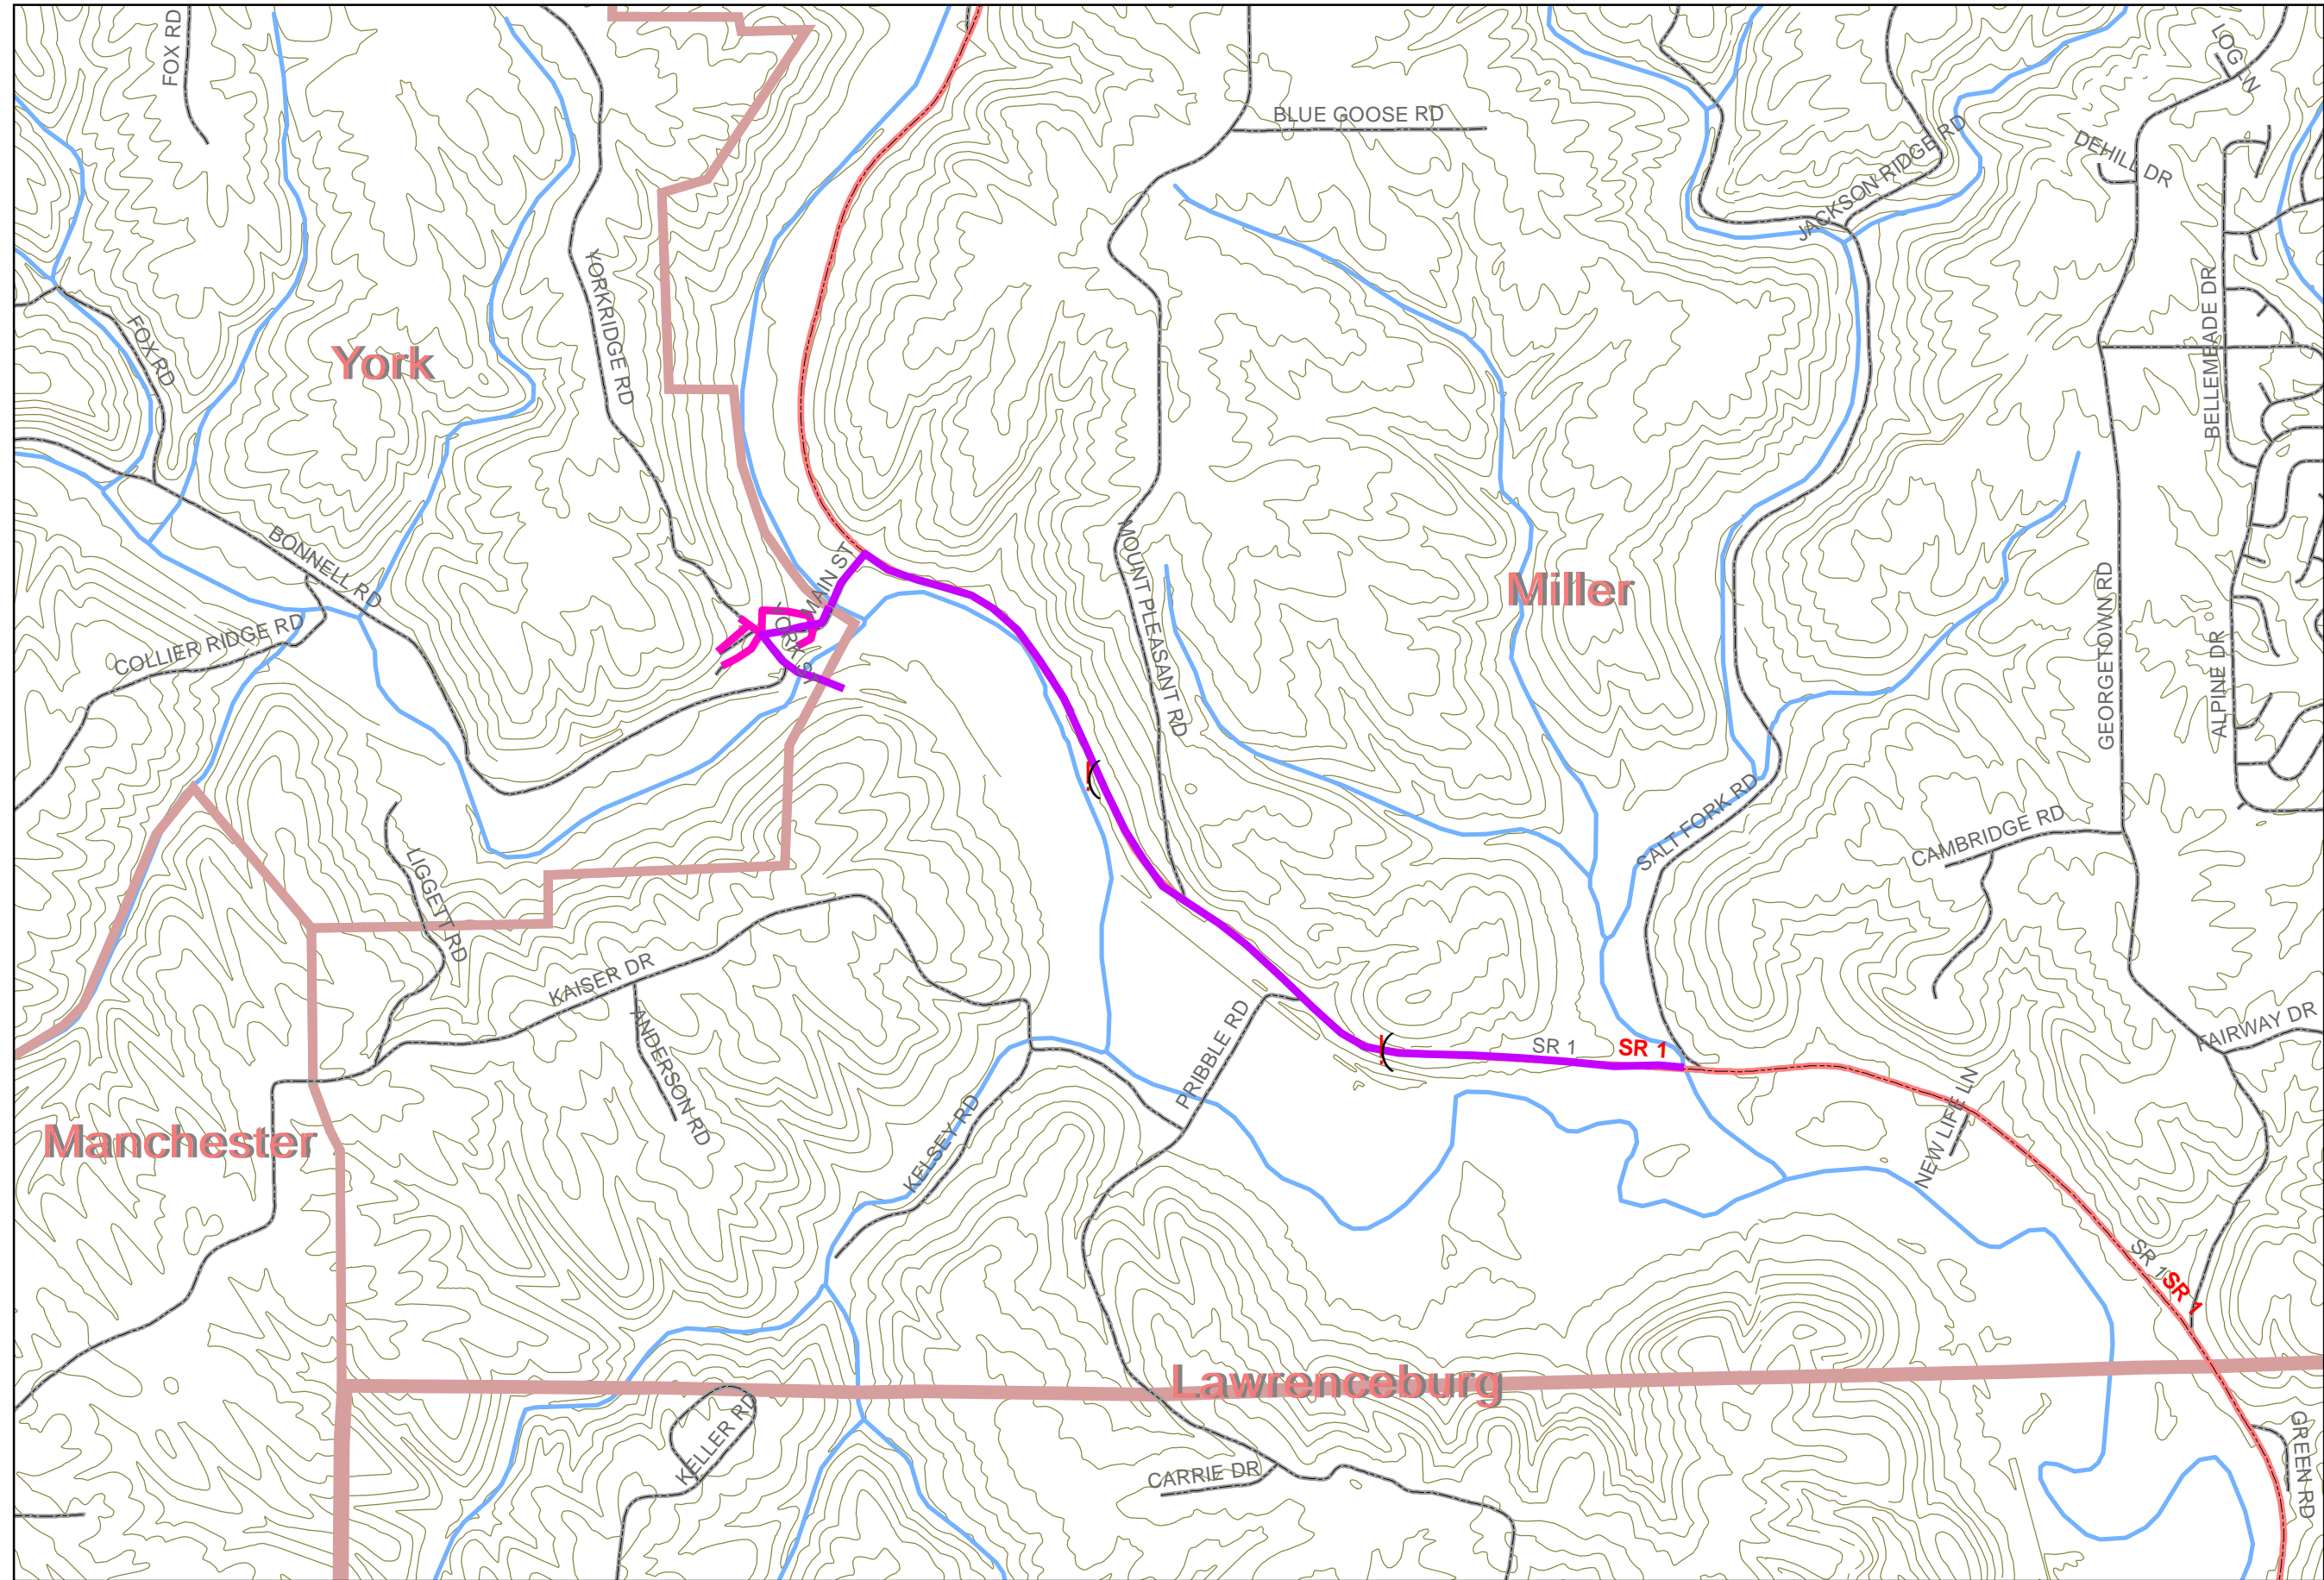 FOX RD
LOG LN
BLUE GOOSE RD
JACKSON RIDGE RD
DEHILL DR
YORKRIDGE RD
BELLEMEADE DR
FOX RD
York
BONNELL RD
MAIN ST
MOUNT PLEASANT RD
Miller
GEORGETOWN RD
COLLIER RIDGE RD
YORK ST
ALPINE DR
SALT FORK RD
CAMBRIDGE RD
LIGGETT RD
KAISER DR
ANDERSON RD
PRIBBLE RD
SR 1
SR 1
FAIRWAY DR
Manchester
KELSEY RD
NEW LIFE LN
SR 1
SR 1
Lawrenceburg
KELLER RD
CARRIE DR
GREEN RD